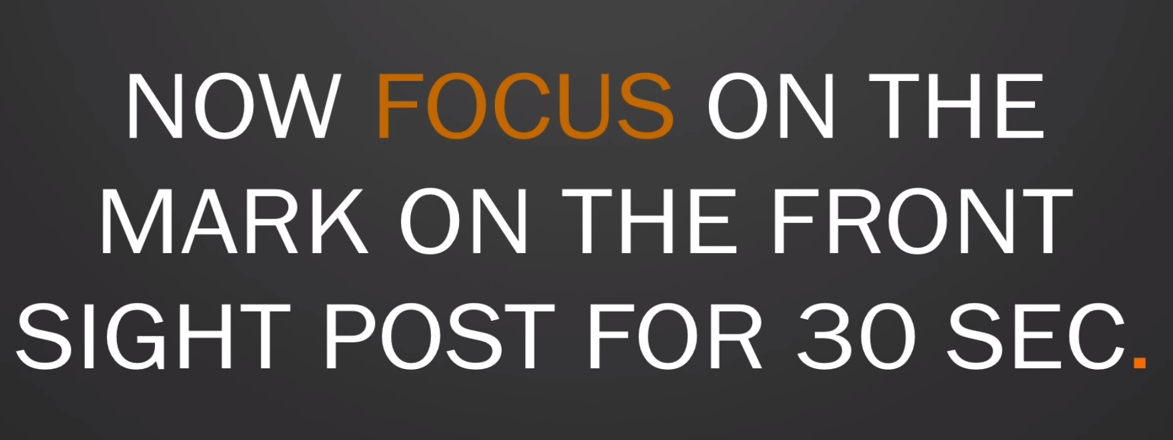 NOW FOCUS ON THE
MARK ON THE FRONT
SIGHT POST FOR 30 SEC.